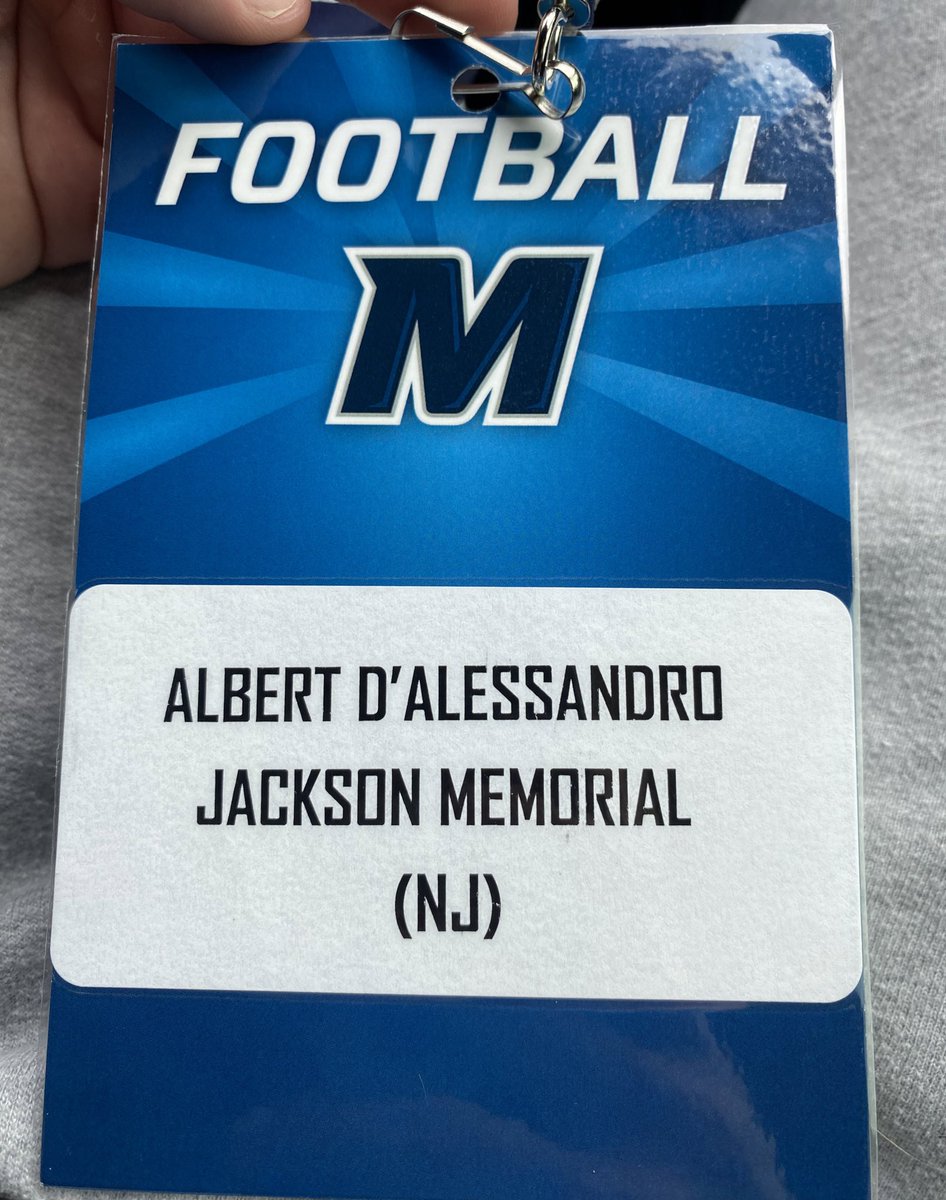 FOOTBALL
M
ALBERT D'ALESSANDRO
JACKSON MEMORIAL
(NJ)